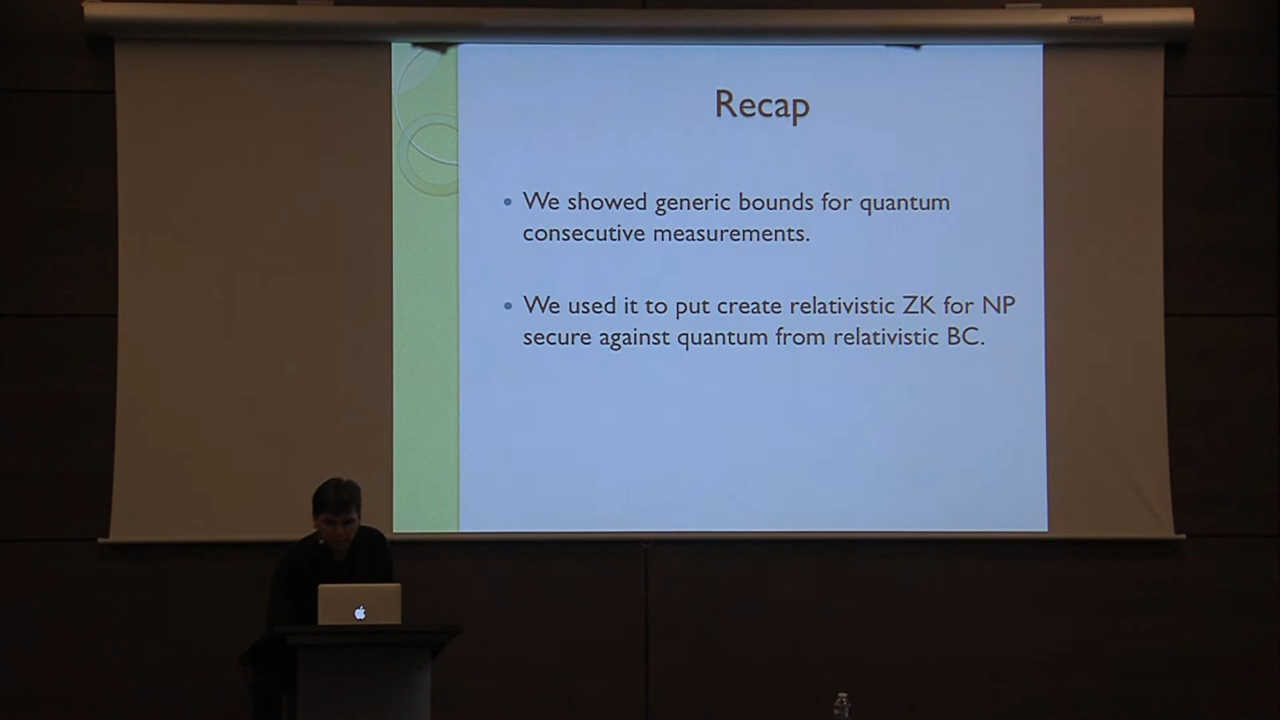 Recap
• We showed generic bounds for quantum
consecutive measurements.
• We used it to put create relativistic ZK for NP
secure against quantum from relativistic BC.